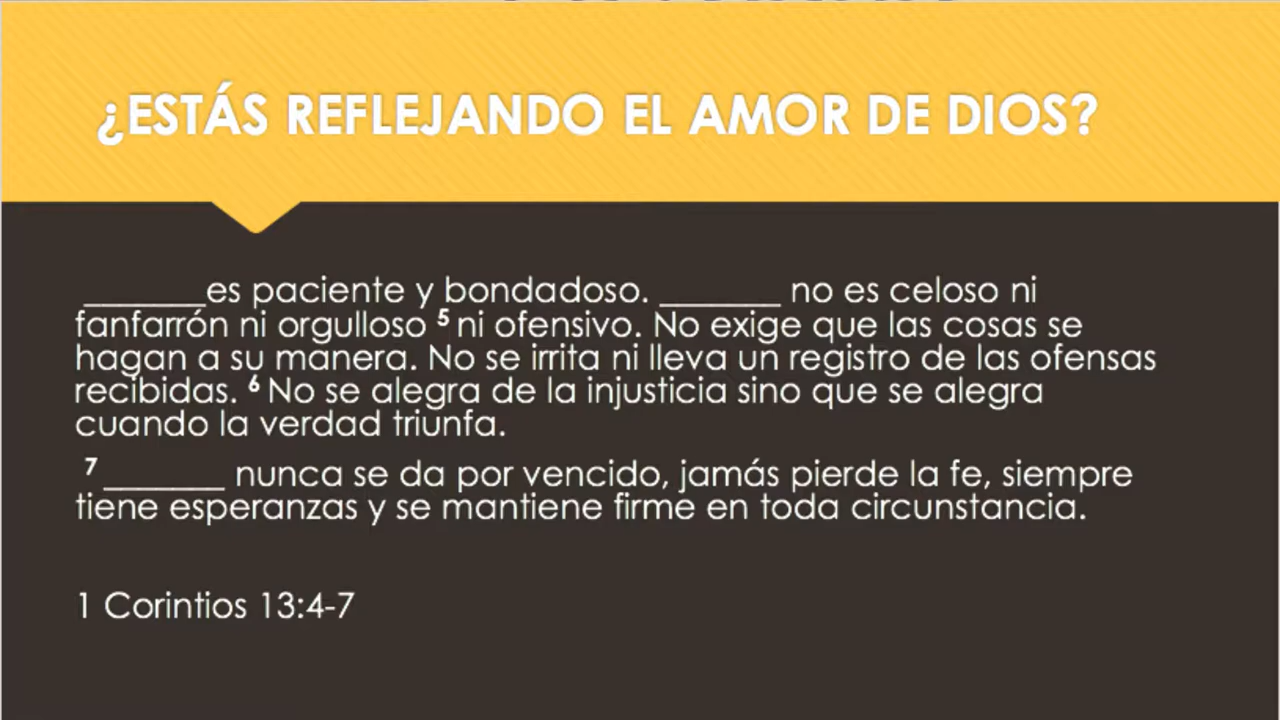 ¿ESTÁS REFLEJANDO EL AMOR DE DIOS?
_______es paciente y bondadoso. _______ no es celoso ni
fanfarrón ni orgulloso ⁵ ni ofensivo. No exige que las cosas se
hagan a su manera. No se irrita ni lleva un registro de las ofensas
recibidas. ⁶ No se alegra de la injusticia sino que se alegra
cuando la verdad triunfa.
⁷ _______ nunca se da por vencido, jamás pierde la fe, siempre
tiene esperanzas y se mantiene firme en toda circunstancia.
1 Corintios 13:4-7